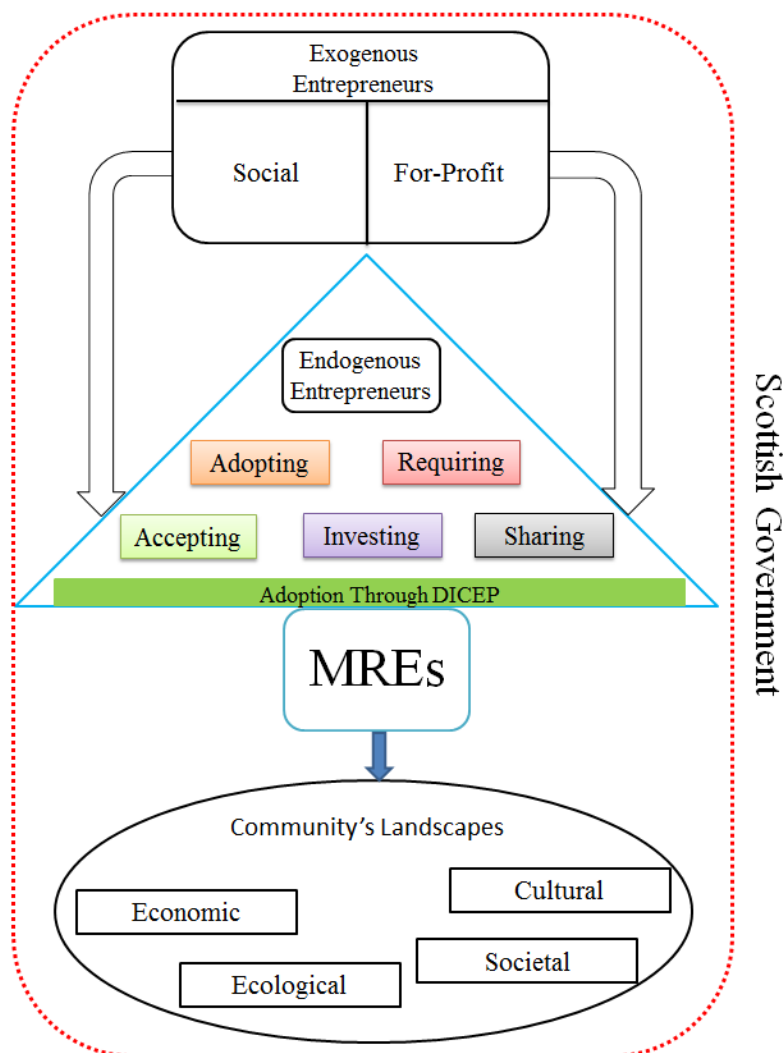 Exogenous
Entrepreneurs
Social
For-Profit
Endogenous
Entrepreneurs
Adopting
Requiring
Accepting
Investing
Sharing
Adoption Through DICEP
MREs
Community’s Landscapes
Economic
Cultural
Ecological
Societal
Scottish Government